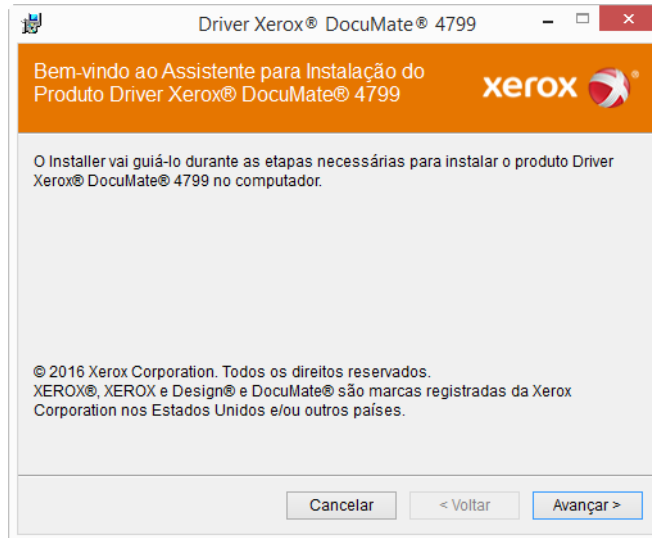 Driver Xerox® DocuMate® 4799
Bem-vindo ao Assistente para Instalação do
Produto Driver Xerox® DocuMate® 4799
xerox
O Installer vai guiá-lo durante as etapas necessárias para instalar o produto Driver
Xerox® DocuMate® 4799 no computador.
© 2016 Xerox Corporation. Todos os direitos reservados.
XEROX®, XEROX e Design® e DocuMate® são marcas registradas da Xerox
Corporation nos Estados Unidos e/ou outros países.
Cancelar
< Voltar
Avançar >